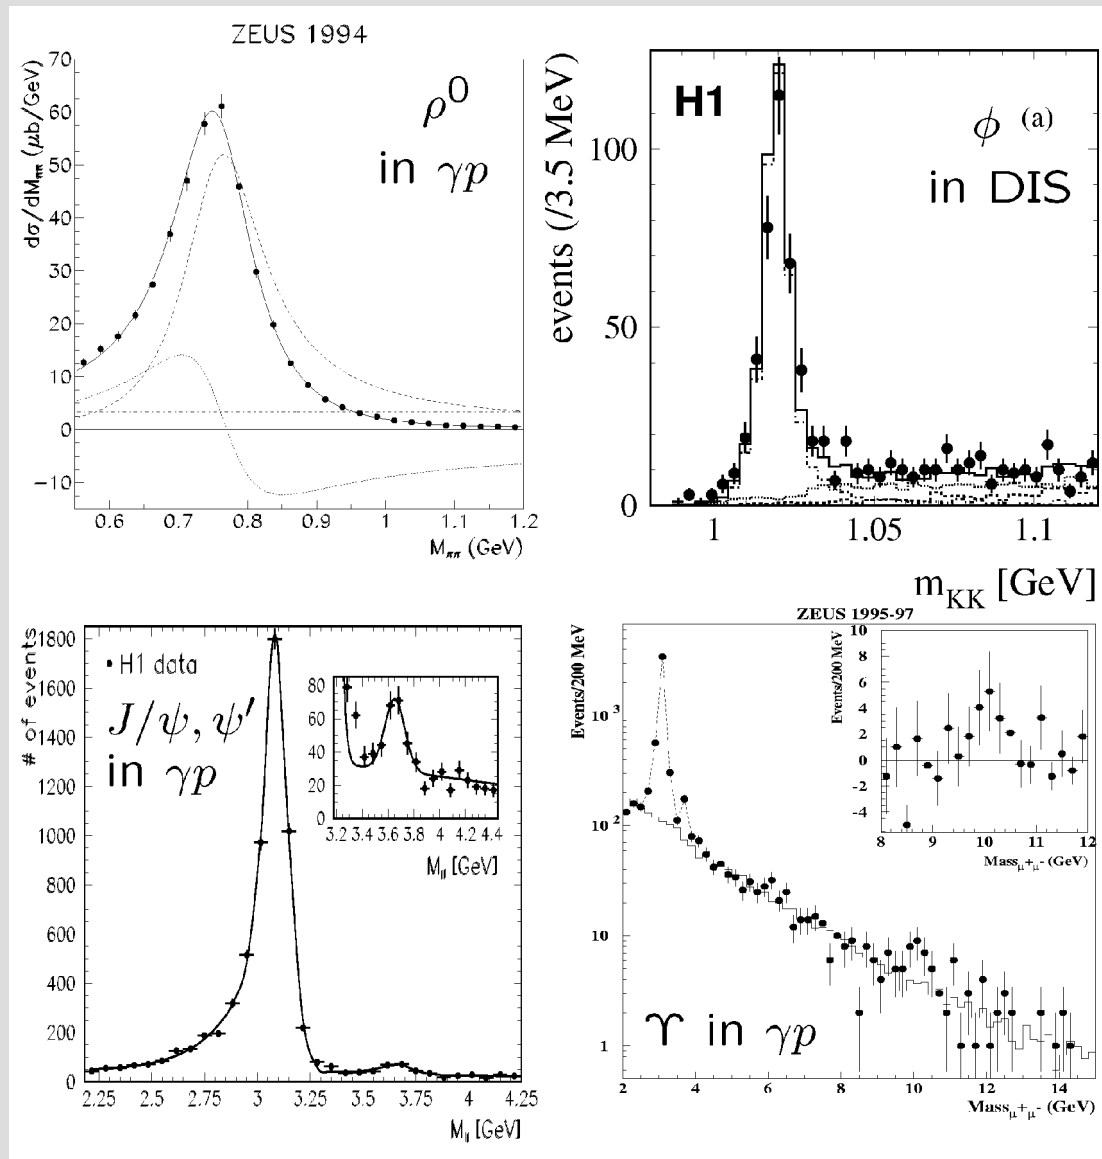 ZEUS 1994
dσ/dMππ (μb/GeV)
70
60
50
40
30
20
10
0
−10
ρ⁰
in γp
0.6 0.7 0.8 0.9 1 1.1 1.2
Mππ (GeV)
events (/3.5 MeV)
H1
ϕ (a)
in DIS
100
50
0
1 1.05 1.1
mKK [GeV]
# of events
1800
1600
1400
1200
1000
800
600
400
200
0
• H1 data
J/ψ, ψ′
in γp
80
60
40
20
0
3.2 3.4 3.6 3.8 4 4.2 4.4
Mll [GeV]
2.25 2.5 2.75 3 3.25 3.5 3.75 4 4.25
Mll [GeV]
ZEUS 1995-97
Events/200 MeV
10³
10²
10
1
Events/200 MeV
10
8
6
4
2
0
-2
-4
8 9 10 11 12
Massμ+μ- (GeV)
ϒ in γp
2 4 6 8 10 12 14
Massμ+μ- (GeV)